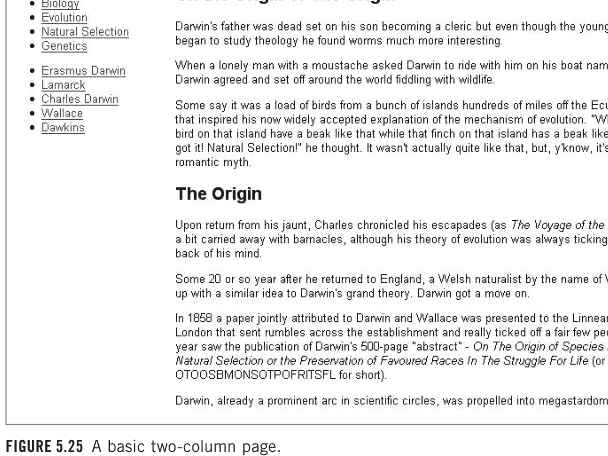 Biology
Evolution
Natural Selection
Genetics
Erasmus Darwin
Lamarck
Charles Darwin
Wallace
Dawkins
Darwin's father was dead set on his son becoming a cleric but even though the young
began to study theology he found worms much more interesting.
When a lonely man with a moustache asked Darwin to ride with him on his boat nam
Darwin agreed and set off around the world fiddling with wildlife.
Some say it was a load of birds from a bunch of islands hundreds of miles off the Ecu
that inspired his now widely accepted explanation of the mechanism of evolution. "W
bird on that island have a beak like that while that finch on that island has a beak like
got it! Natural Selection!" he thought. It wasn't actually quite like that, but, y'know, it's
romantic myth.
The Origin
Upon return from his jaunt, Charles chronicled his escapades (as The Voyage of the
a bit carried away with barnacles, although his theory of evolution was always ticking
back of his mind.
Some 20 or so year after he returned to England, a Welsh naturalist by the name of
up with a similar idea to Darwin's grand theory. Darwin got a move on.
In 1858 a paper jointly attributed to Darwin and Wallace was presented to the Linnear
London that sent rumbles across the establishment and really ticked off a fair few pe
year saw the publication of Darwin's 500-page "abstract" - On The Origin of Species
Natural Selection or the Preservation of Favoured Races In The Struggle For Life (or
OTOOSBMONSOTPOFRITSFL for short).
Darwin, already a prominent arc in scientific circles, was propelled into megastardom
FIGURE 5.25 A basic two-column page.